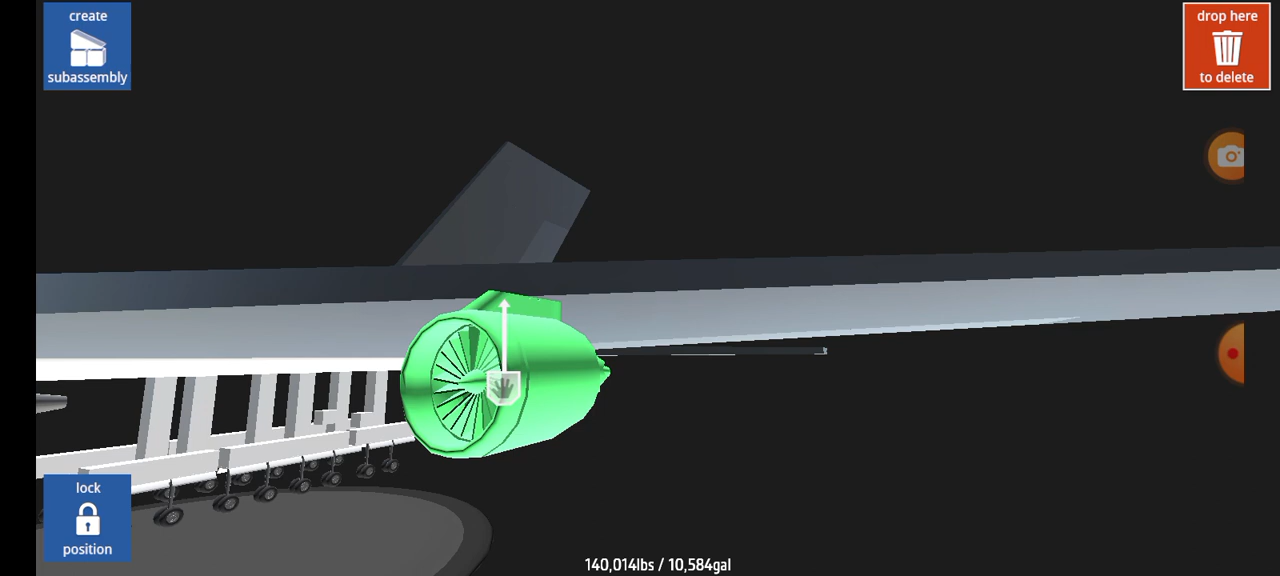 create
subassembly
drop here
to delete
lock
position
140,014lbs / 10,584gal